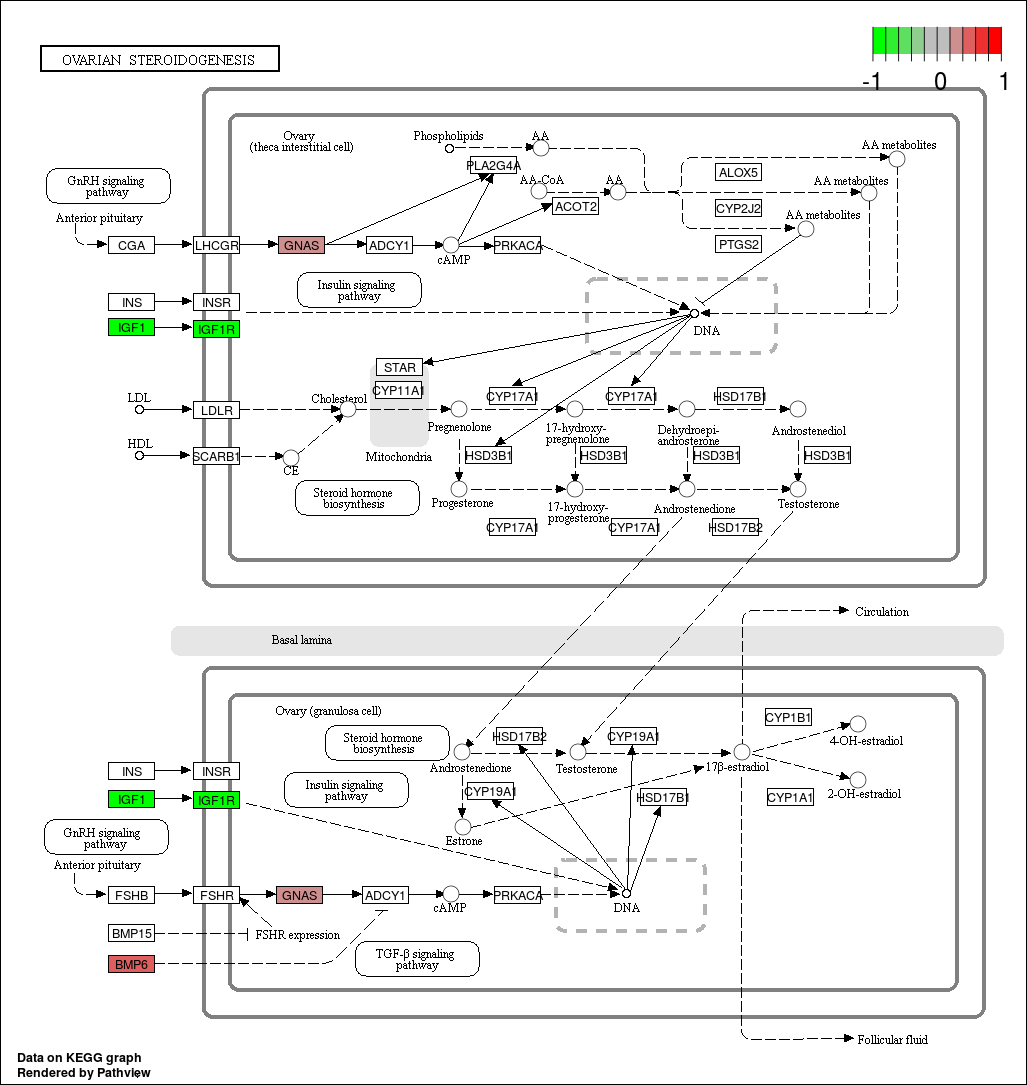 OVARIAN STEROIDOGENESIS
-1 0 1
Ovary
(theca interstitial cell)
Phospholipids
AA
PLA2G4A
AA-CoA
AA
ACOT2
ALOX5
CYP2J2
PTGS2
AA metabolites
AA metabolites
AA metabolites
GnRH signaling
pathway
Anterior pituitary
CGA
LHCGR
GNAS
ADCY1
cAMP
PRKACA
Insulin signaling
pathway
INS
INSR
IGF1
IGF1R
DNA
STAR
CYP11A1
Mitochondria
LDL
LDLR
Cholesterol
HDL
SCARB1
CE
Steroid hormone
biosynthesis
CYP17A1
CYP17A1
HSD17B1
Pregnenolone
17-hydroxy-
pregnenolone
Dehydroepi-
androsterone
Androstenediol
HSD3B1
HSD3B1
HSD3B1
HSD3B1
Progesterone
17-hydroxy-
progesterone
Androstenedione
Testosterone
CYP17A1
CYP17A1
HSD17B2
Circulation
Basal lamina
Ovary (granulosa cell)
Steroid hormone
biosynthesis
HSD17B2
CYP19A1
CYP1B1
Androstenedione
Testosterone
17β-estradiol
4-OH-estradiol
2-OH-estradiol
CYP1A1
INS
INSR
IGF1
IGF1R
Insulin signaling
pathway
CYP19A1
HSD17B1
Estrone
GnRH signaling
pathway
Anterior pituitary
FSHB
FSHR
GNAS
ADCY1
cAMP
PRKACA
DNA
BMP15
FSHR expression
BMP6
TGF-β signaling
pathway
Follicular fluid
Data on KEGG graph
Rendered by Pathview